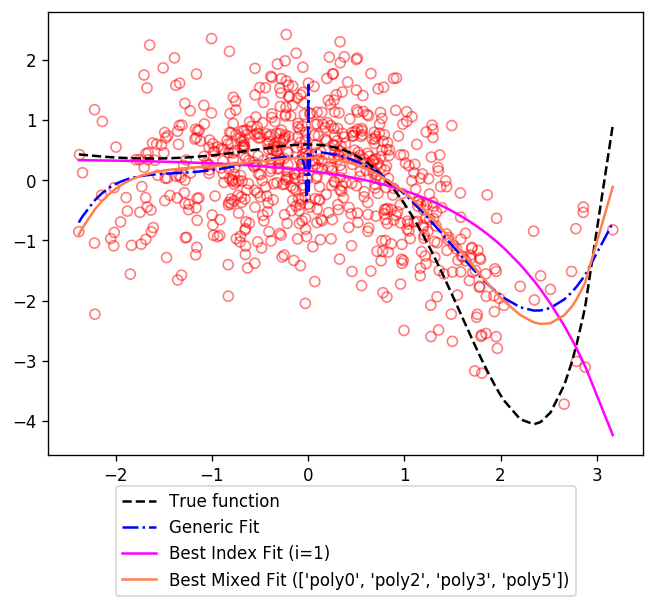 2
1
0
−1
−2
−3
−4
−2 −1 0 1 2 3
True function
Generic Fit
Best Index Fit (i=1)
Best Mixed Fit (['poly0', 'poly2', 'poly3', 'poly5'])